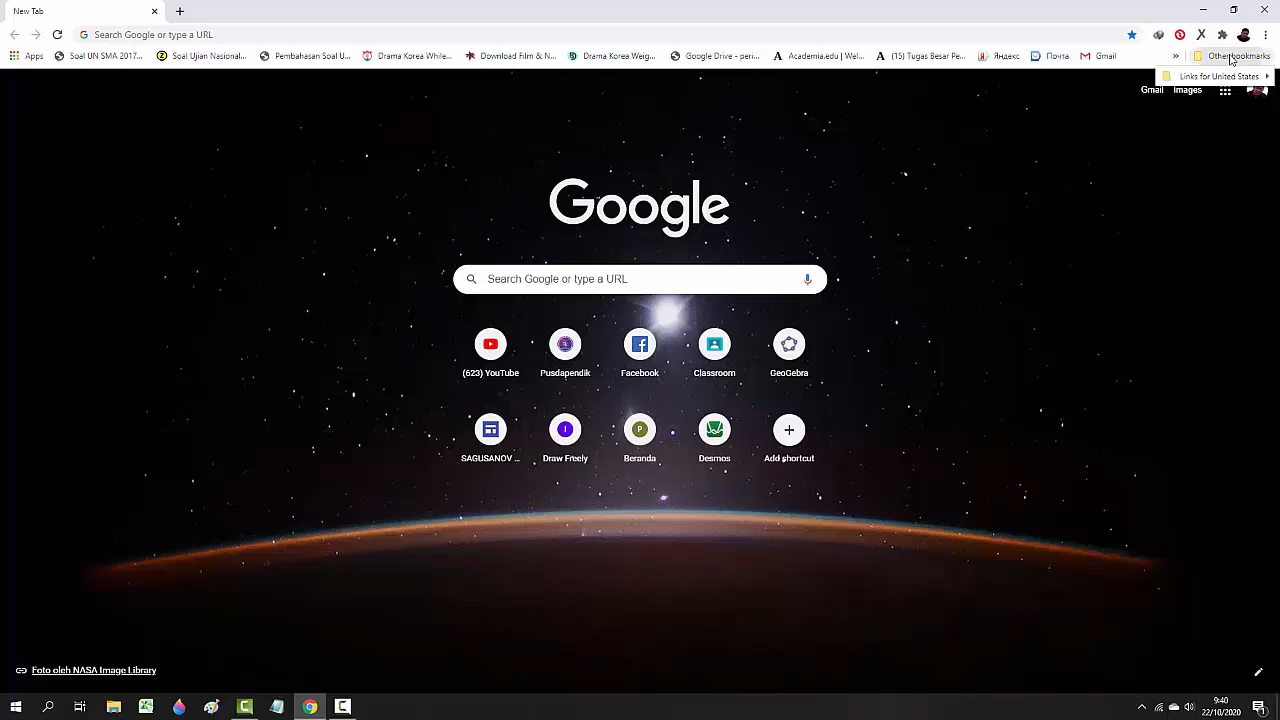 New Tab
Search Google or type a URL
Apps Soal UN SMA 2017... Soal Ujian Nasional... Pembahasan Soal U... Drama Korea While... Download Film & N... Drama Korea Weig... Google Drive - peri... Academia.edu | Wel... (15) Tugas Besar Pe... Яндекс Почта Gmail » Other bookmarks
Links for United States
Gmail Images
Google
Search Google or type a URL
(623) YouTube Pusdapendik Facebook Classroom GeoGebra
SAGUSANOV ... Draw Freely Beranda Desmos Add shortcut
Foto oleh NASA Image Library
9:40
22/10/2020